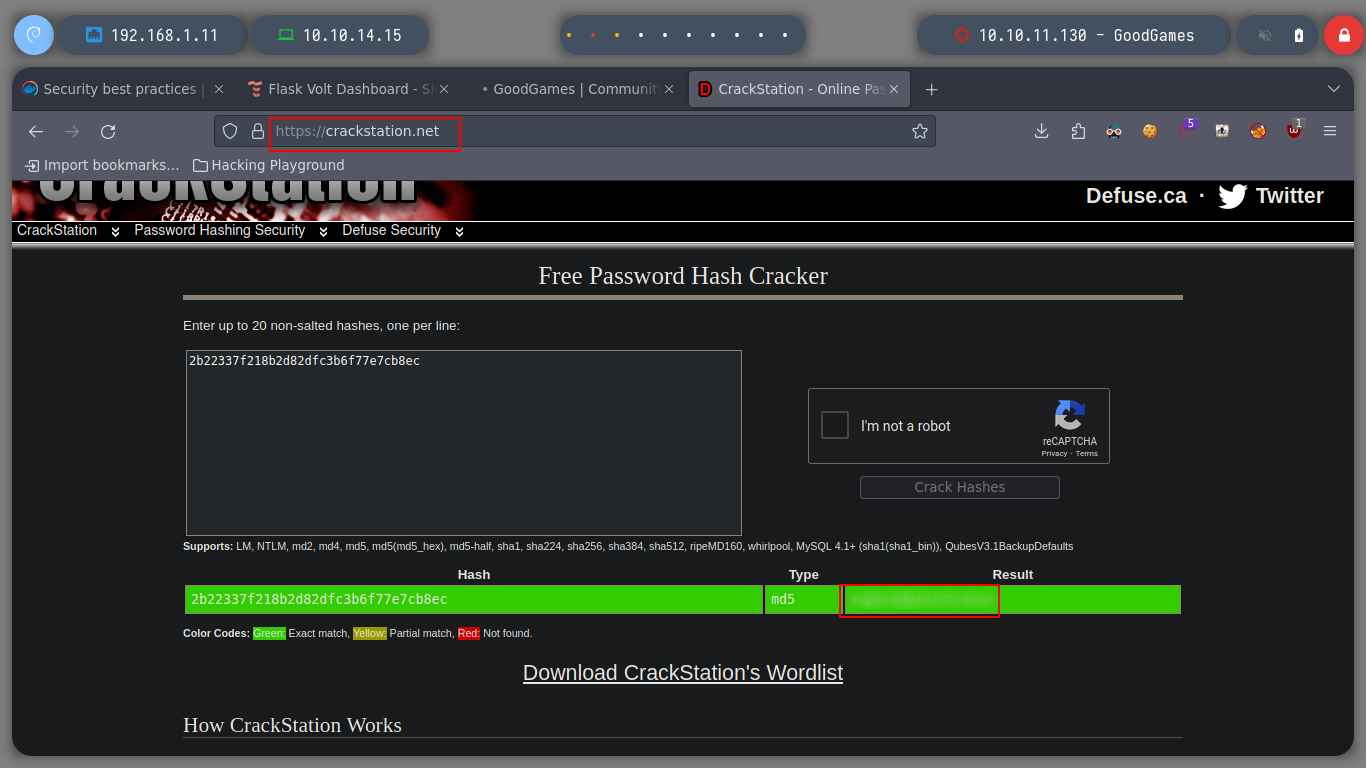 192.168.1.11
10.10.14.15
10.10.11.130 - GoodGames
Security best practices |
Flask Volt Dashboard - Si
• GoodGames | Community
CrackStation - Online Pas
https://crackstation.net
5
1
Import bookmarks...
Hacking Playground
CrackStation
Defuse.ca · Twitter
CrackStation
Password Hashing Security
Defuse Security
Free Password Hash Cracker
Enter up to 20 non-salted hashes, one per line:
2b22337f218b2d82dfc3b6f77e7cb8ec
I'm not a robot
reCAPTCHA
Privacy - Terms
Crack Hashes
Supports: LM, NTLM, md2, md4, md5, md5(md5_hex), md5-half, sha1, sha224, sha256, sha384, sha512, ripeMD160, whirlpool, MySQL 4.1+ (sha1(sha1_bin)), QubesV3.1BackupDefaults
Hash Type Result
2b22337f218b2d82dfc3b6f77e7cb8ec md5
Color Codes: Green: Exact match, Yellow: Partial match, Red: Not found.
Download CrackStation's Wordlist
How CrackStation Works